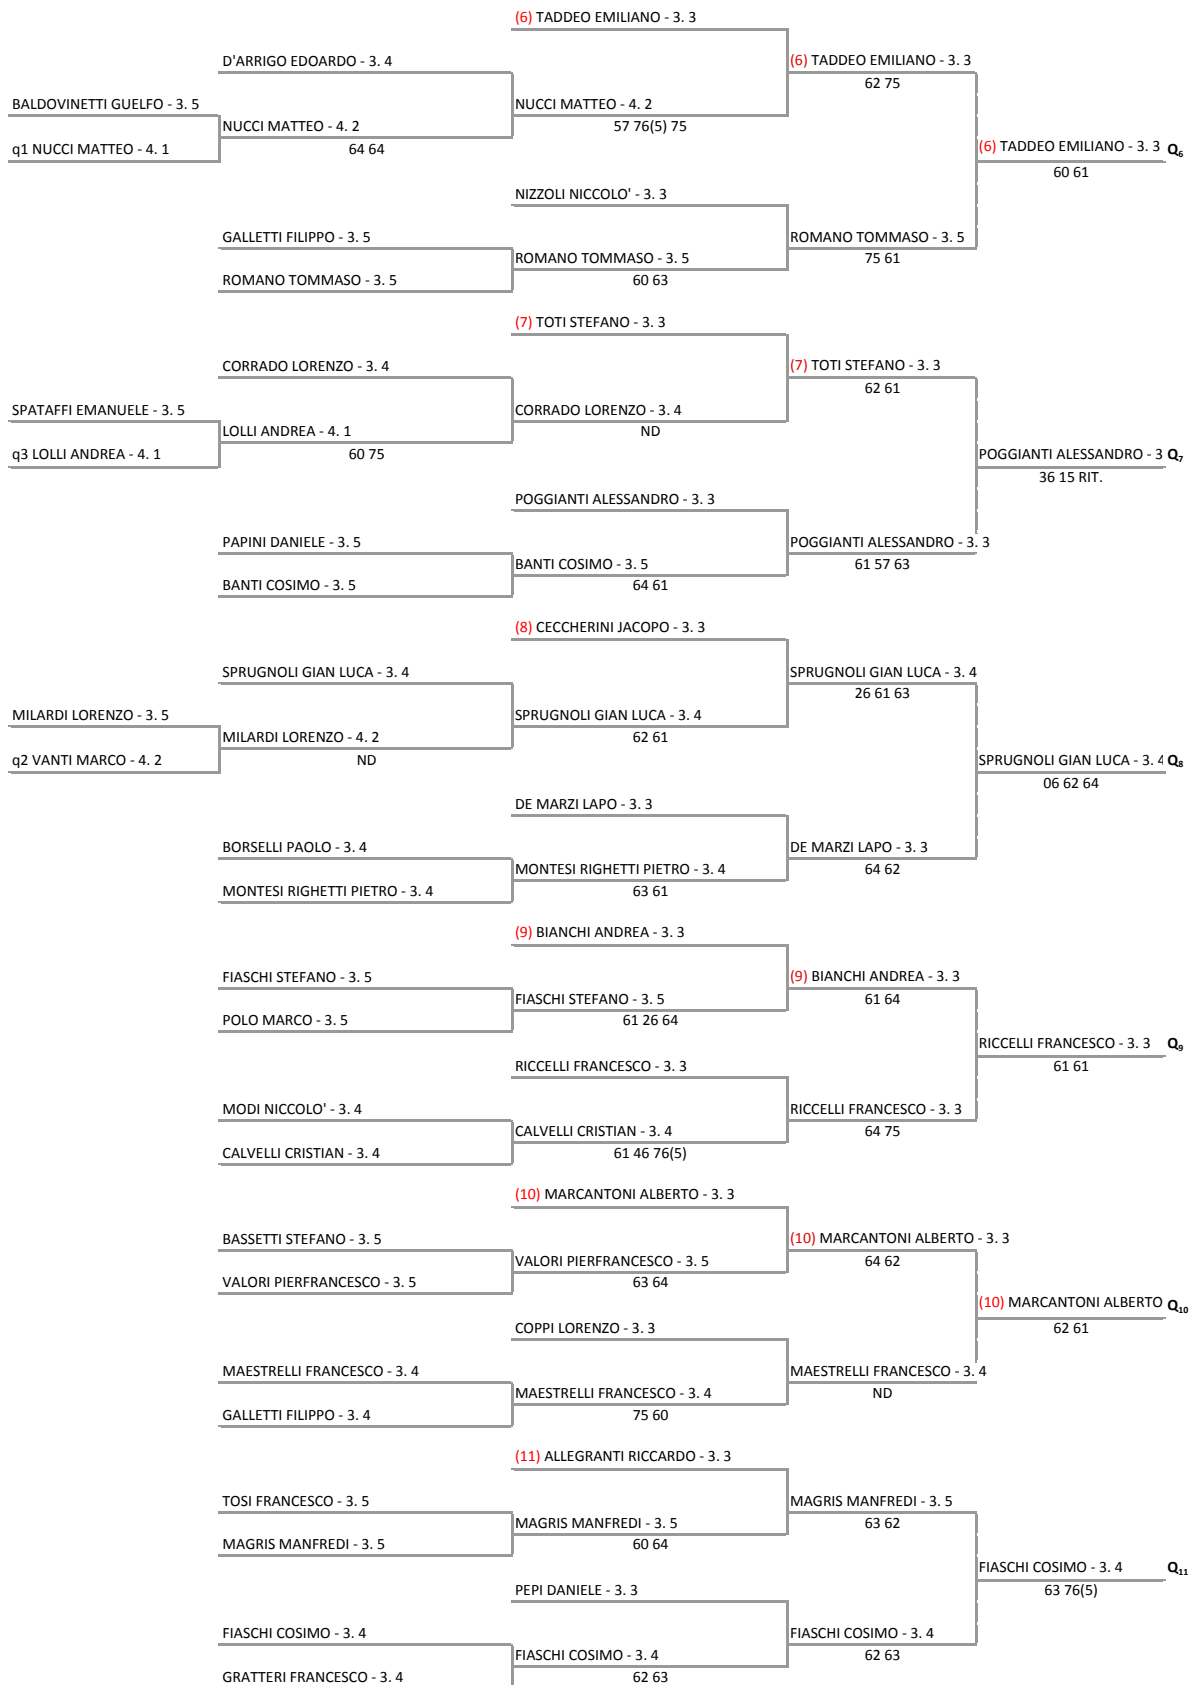 (6) TADDEO EMILIANO - 3. 3
D'ARRIGO EDOARDO - 3. 4
(6) TADDEO EMILIANO - 3. 3
62 75
BALDOVINETTI GUELFO - 3. 5
NUCCI MATTEO - 4. 2
57 76(5) 75
NUCCI MATTEO - 4. 2
64 64
q1 NUCCI MATTEO - 4. 1
(6) TADDEO EMILIANO - 3. 3 Q6
60 61
NIZZOLI NICCOLO' - 3. 3
GALLETTI FILIPPO - 3. 5
ROMANO TOMMASO - 3. 5
75 61
ROMANO TOMMASO - 3. 5
60 63
ROMANO TOMMASO - 3. 5
(7) TOTI STEFANO - 3. 3
CORRADO LORENZO - 3. 4
(7) TOTI STEFANO - 3. 3
62 61
SPATAFFI EMANUELE - 3. 5
CORRADO LORENZO - 3. 4
ND
LOLLI ANDREA - 4. 1
60 75
q3 LOLLI ANDREA - 4. 1
POGGIANTI ALESSANDRO - 3 Q7
36 15 RIT.
POGGIANTI ALESSANDRO - 3. 3
PAPINI DANIELE - 3. 5
POGGIANTI ALESSANDRO - 3. 3
61 57 63
BANTI COSIMO - 3. 5
64 61
BANTI COSIMO - 3. 5
(8) CECCHERINI JACOPO - 3. 3
SPRUGNOLI GIAN LUCA - 3. 4
SPRUGNOLI GIAN LUCA - 3. 4
26 61 63
MILARDI LORENZO - 3. 5
SPRUGNOLI GIAN LUCA - 3. 4
62 61
MILARDI LORENZO - 4. 2
ND
q2 VANTI MARCO - 4. 2
SPRUGNOLI GIAN LUCA - 3. 4 Q8
06 62 64
DE MARZI LAPO - 3. 3
BORSELLI PAOLO - 3. 4
DE MARZI LAPO - 3. 3
64 62
MONTESI RIGHETTI PIETRO - 3. 4
63 61
MONTESI RIGHETTI PIETRO - 3. 4
(9) BIANCHI ANDREA - 3. 3
FIASCHI STEFANO - 3. 5
(9) BIANCHI ANDREA - 3. 3
61 64
FIASCHI STEFANO - 3. 5
61 26 64
POLO MARCO - 3. 5
RICCELLI FRANCESCO - 3. 3 Q9
61 61
RICCELLI FRANCESCO - 3. 3
MODI NICCOLO' - 3. 4
RICCELLI FRANCESCO - 3. 3
64 75
CALVELLI CRISTIAN - 3. 4
61 46 76(5)
CALVELLI CRISTIAN - 3. 4
(10) MARCANTONI ALBERTO - 3. 3
BASSETTI STEFANO - 3. 5
(10) MARCANTONI ALBERTO - 3. 3
64 62
VALORI PIERFRANCESCO - 3. 5
63 64
VALORI PIERFRANCESCO - 3. 5
(10) MARCANTONI ALBERTO Q10
62 61
COPPI LORENZO - 3. 3
MAESTRELLI FRANCESCO - 3. 4
MAESTRELLI FRANCESCO - 3. 4
ND
MAESTRELLI FRANCESCO - 3. 4
75 60
GALLETTI FILIPPO - 3. 4
(11) ALLEGRANTI RICCARDO - 3. 3
TOSI FRANCESCO - 3. 5
MAGRIS MANFREDI - 3. 5
63 62
MAGRIS MANFREDI - 3. 5
60 64
MAGRIS MANFREDI - 3. 5
FIASCHI COSIMO - 3. 4 Q11
63 76(5)
PEPI DANIELE - 3. 3
FIASCHI COSIMO - 3. 4
FIASCHI COSIMO - 3. 4
62 63
FIASCHI COSIMO - 3. 4
62 63
GRATTERI FRANCESCO - 3. 4